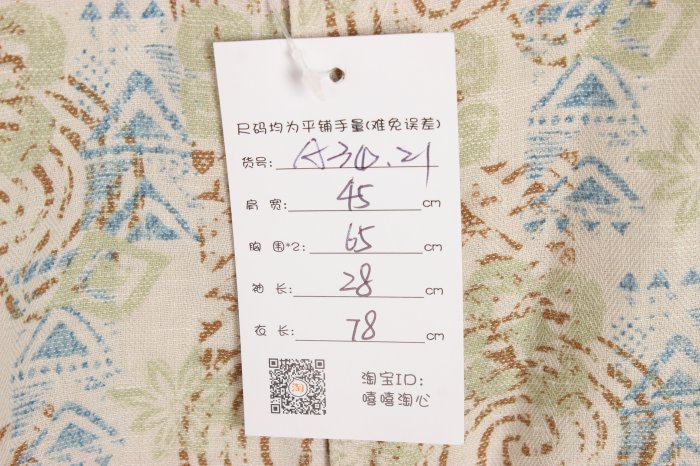 尺码均为平铺手量(难免误差)
货号: A30.21
肩 宽: 45 cm
胸 围*2: 65 cm
袖 长: 28 cm
衣 长: 78 cm
淘
淘宝ID:
嘻嘻淘心